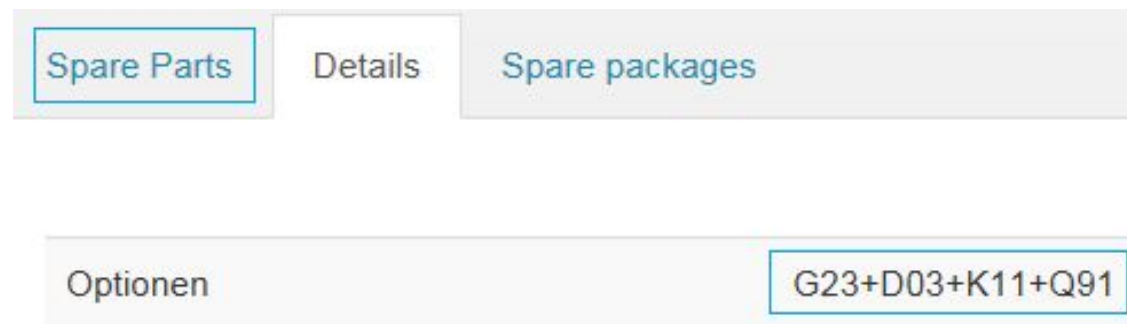 Spare Parts Details Spare packages
Optionen G23+D03+K11+Q91